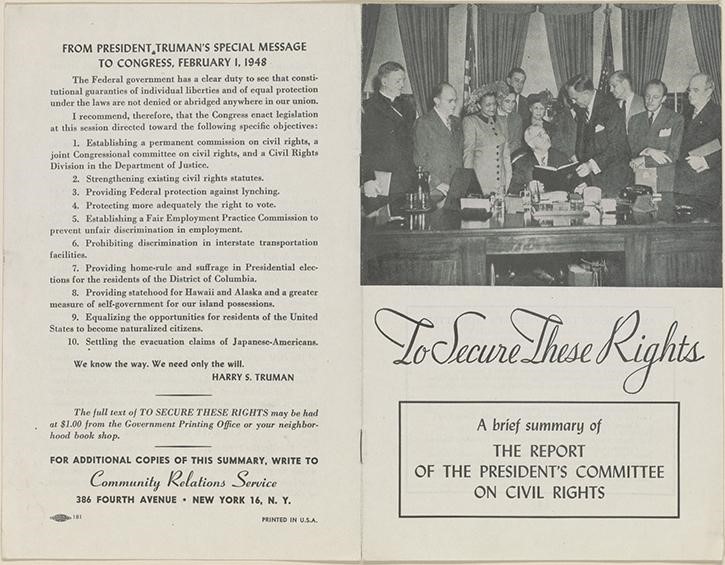 FROM PRESIDENT TRUMAN'S SPECIAL MESSAGE
TO CONGRESS, FEBRUARY 1, 1948
The Federal government has a clear duty to see that consti-
tutional guaranties of individual liberties and of equal protection
under the laws are not denied or abridged anywhere in our union.
I recommend, therefore, that the Congress enact legislation
at this session directed toward the following specific objectives:
1. Establishing a permanent commission on civil rights, a
joint Congressional committee on civil rights, and a Civil Rights
Division in the Department of Justice.
2. Strengthening existing civil rights statutes.
3. Providing Federal protection against lynching.
4. Protecting more adequately the right to vote.
5. Establishing a Fair Employment Practice Commission to
prevent unfair discrimination in employment.
6. Prohibiting discrimination in interstate transportation
facilities.
7. Providing home-rule and suffrage in Presidential elec-
tions for the residents of the District of Columbia.
8. Providing statehood for Hawaii and Alaska and a greater
measure of self-government for our island possessions.
9. Equalizing the opportunities for residents of the United
States to become naturalized citizens.
10. Settling the evacuation claims of Japanese-Americans.
We know the way. We need only the will.
HARRY S. TRUMAN
The full text of TO SECURE THESE RIGHTS may be had
at $1.00 from the Government Printing Office or your neighbor-
hood book shop.
FOR ADDITIONAL COPIES OF THIS SUMMARY, WRITE TO
Community Relations Service
386 FOURTH AVENUE • NEW YORK 16, N. Y.
181
PRINTED IN U.S.A.
To Secure These Rights
A brief summary of
THE REPORT
OF THE PRESIDENT'S COMMITTEE
ON CIVIL RIGHTS